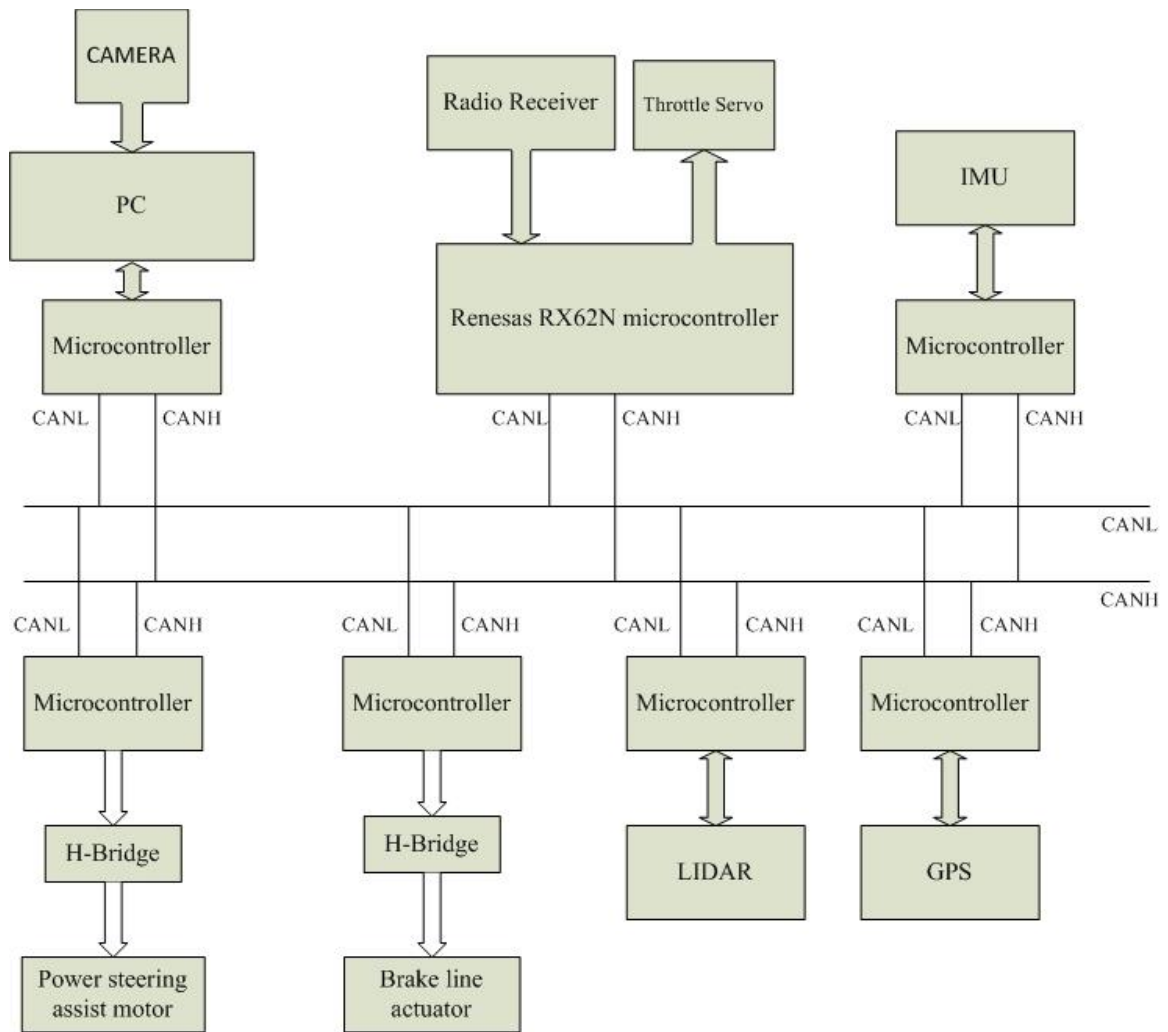 CAMERA
Radio Receiver
Throttle Servo
PC
IMU
Microcontroller
Renesas RX62N microcontroller
Microcontroller
CANL
CANH
CANL
CANH
CANL
CANH
CANL
CANH
CANL
CANH
CANL
CANH
CANL
CANH
CANL
CANH
Microcontroller
Microcontroller
Microcontroller
Microcontroller
H-Bridge
H-Bridge
LIDAR
GPS
Power steering
assist motor
Brake line
actuator